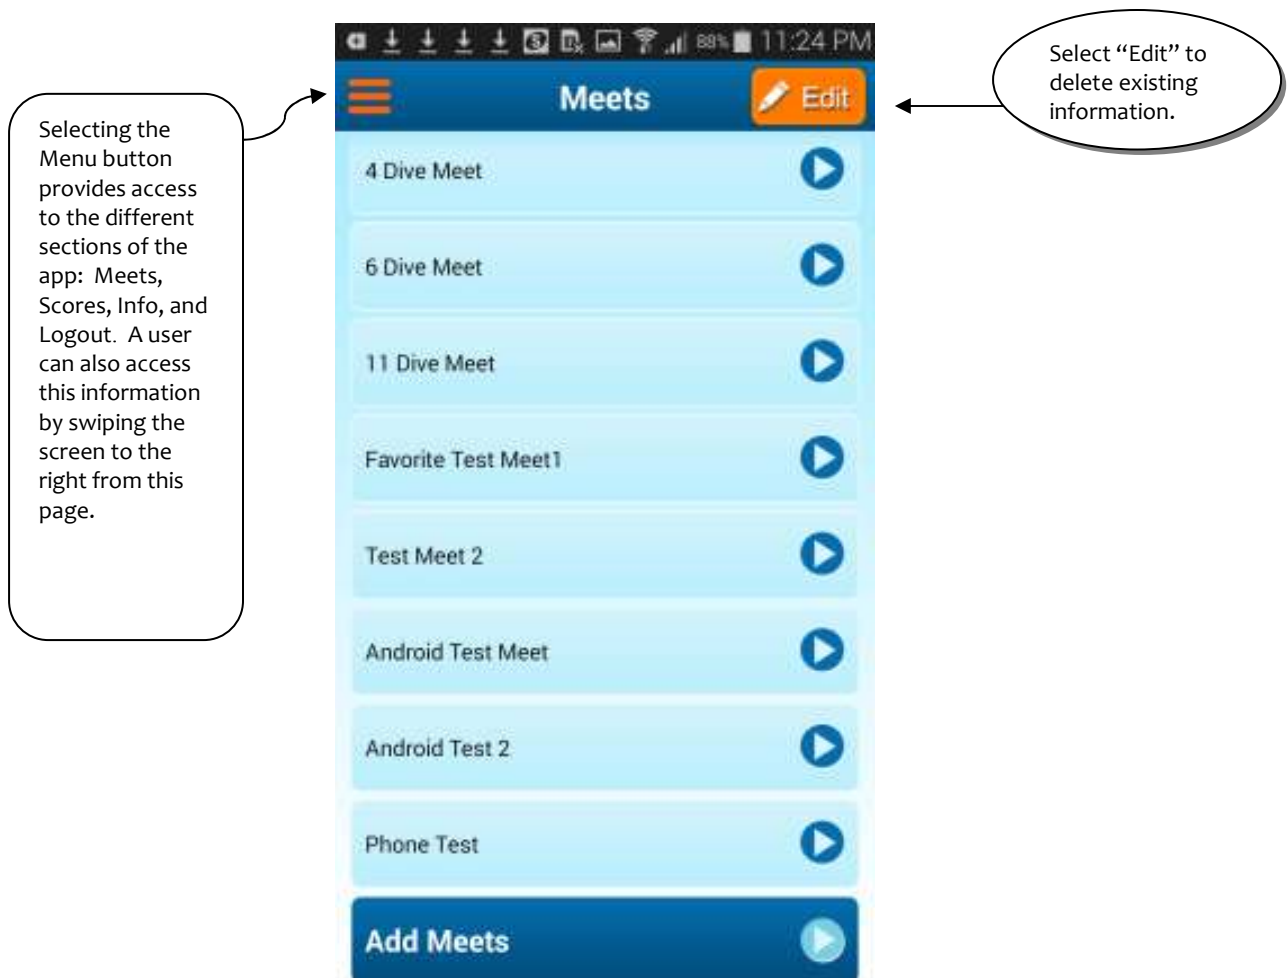 88% 11:24 PM
Meets
Edit
Select “Edit” to
delete existing
information.
Selecting the
Menu button
provides access
to the different
sections of the
app:  Meets,
Scores, Info, and
Logout.  A user
can also access
this information
by swiping the
screen to the
right from this
page.
4 Dive Meet
6 Dive Meet
11 Dive Meet
Favorite Test Meet1
Test Meet 2
Android Test Meet
Android Test 2
Phone Test
Add Meets